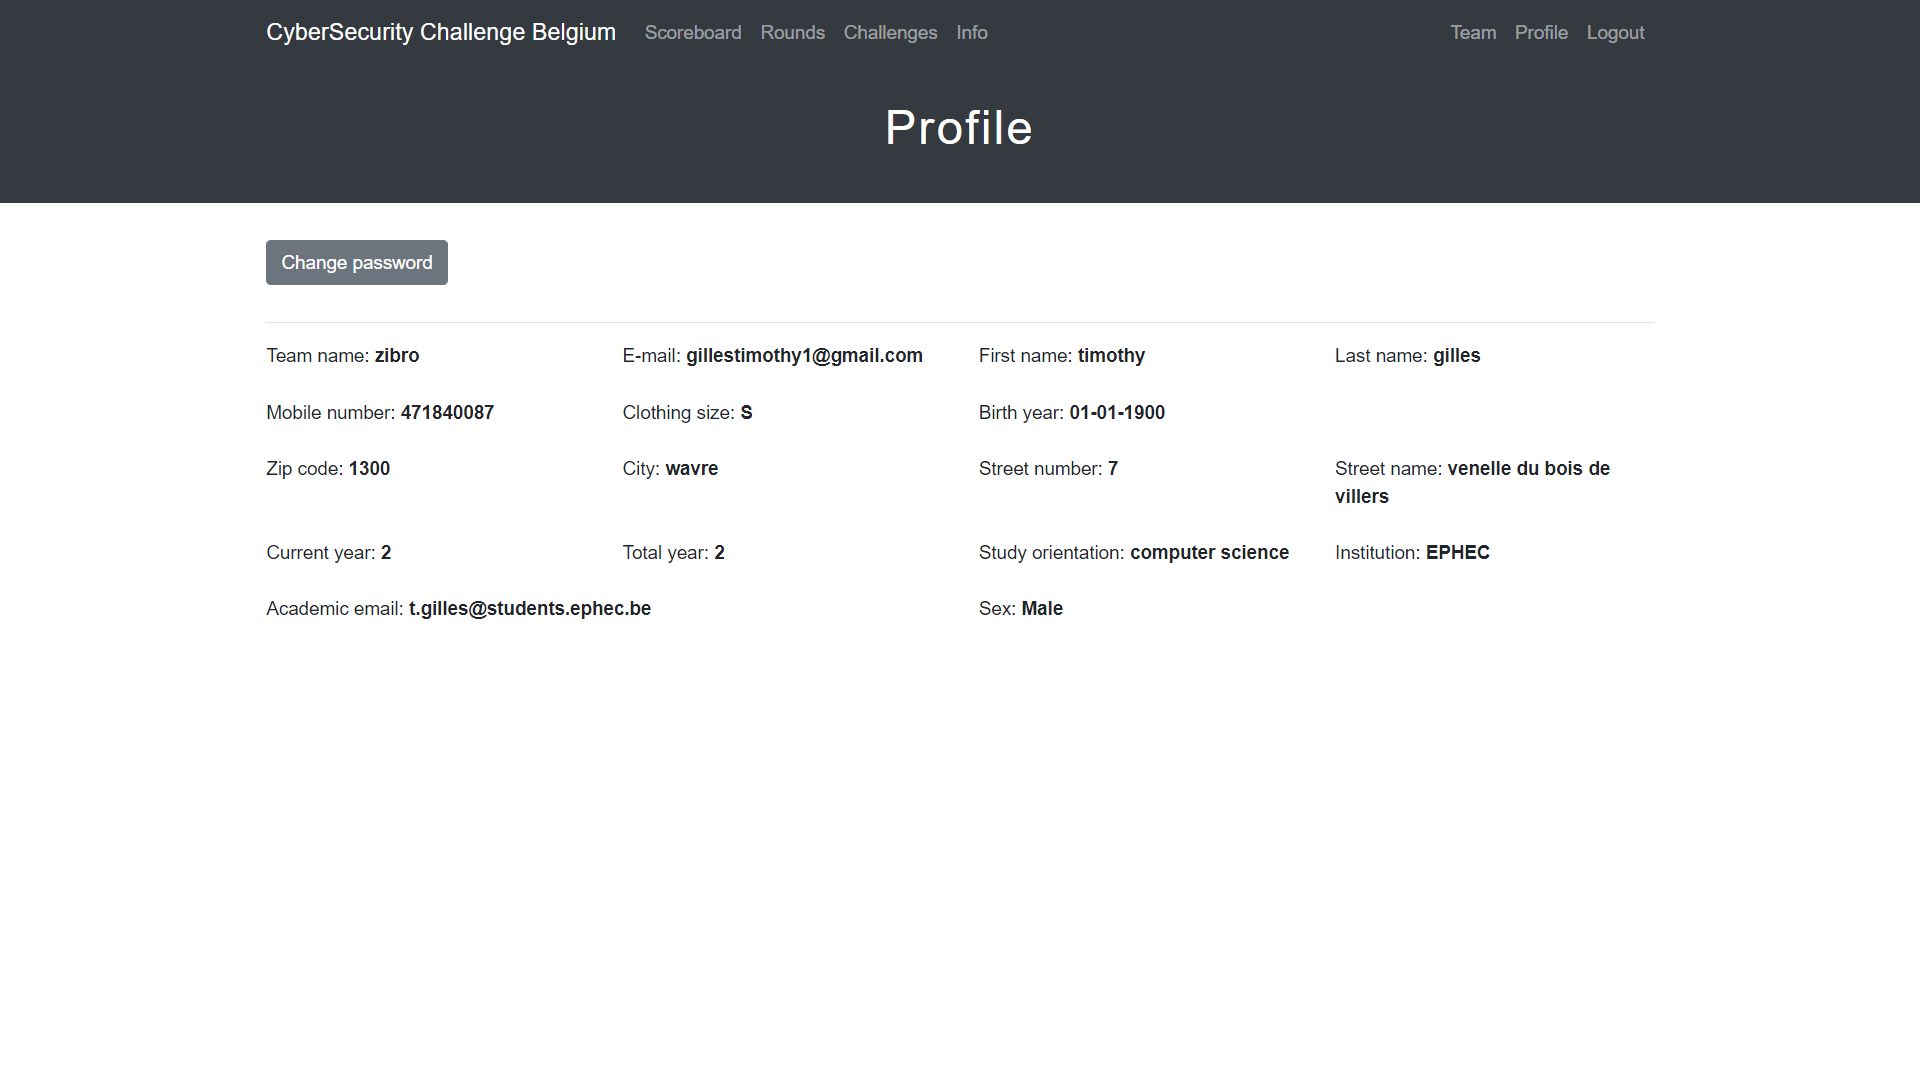 CyberSecurity Challenge Belgium Scoreboard Rounds Challenges Info Team Profile Logout
Profile
Change password
Team name: zibro E-mail: gillestimothy1@gmail.com First name: timothy Last name: gilles
Mobile number: 471840087 Clothing size: S Birth year: 01-01-1900
Zip code: 1300 City: wavre Street number: 7 Street name: venelle du bois de
villers
Current year: 2 Total year: 2 Study orientation: computer science Institution: EPHEC
Academic email: t.gilles@students.ephec.be Sex: Male